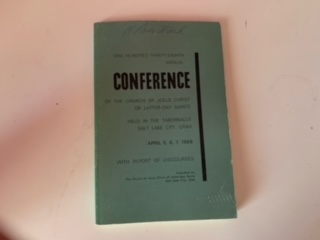 ONE HUNDRED THIRTY-EIGHTH
ANNUAL
CONFERENCE
OF THE CHURCH OF JESUS CHRIST
OF LATTER-DAY SAINTS
HELD IN THE TABERNACLE
SALT LAKE CITY, UTAH
APRIL 5, 6, 7, 1968
WITH REPORT OF DISCOURSES